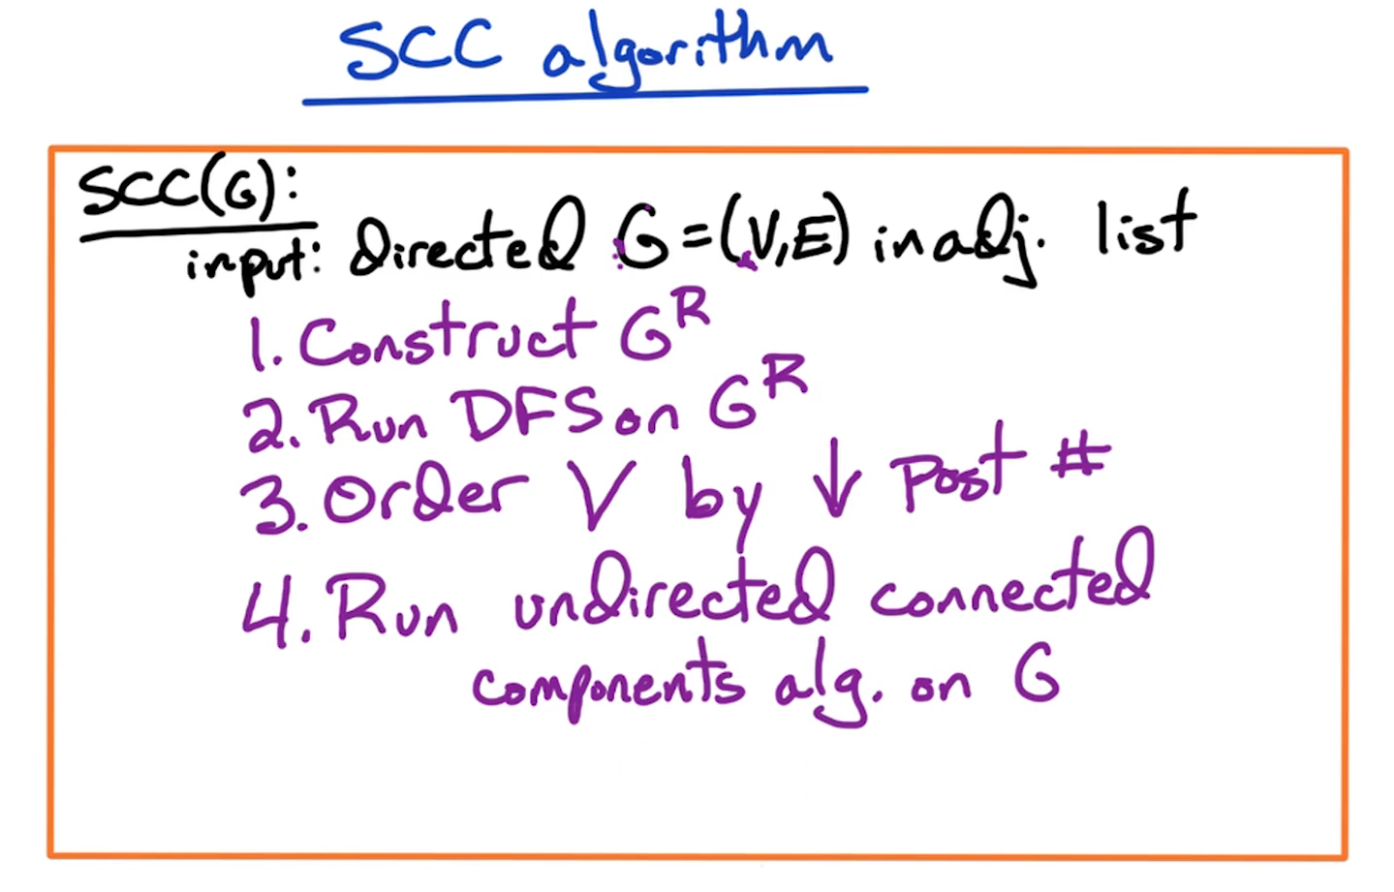 SCC algorithm
SCC(G):
input: directed G=(V,E) in adj. list
1. Construct G^R
2. Run DFS on G^R
3. Order V by ↓ post #
4. Run undirected connected
components alg. on G